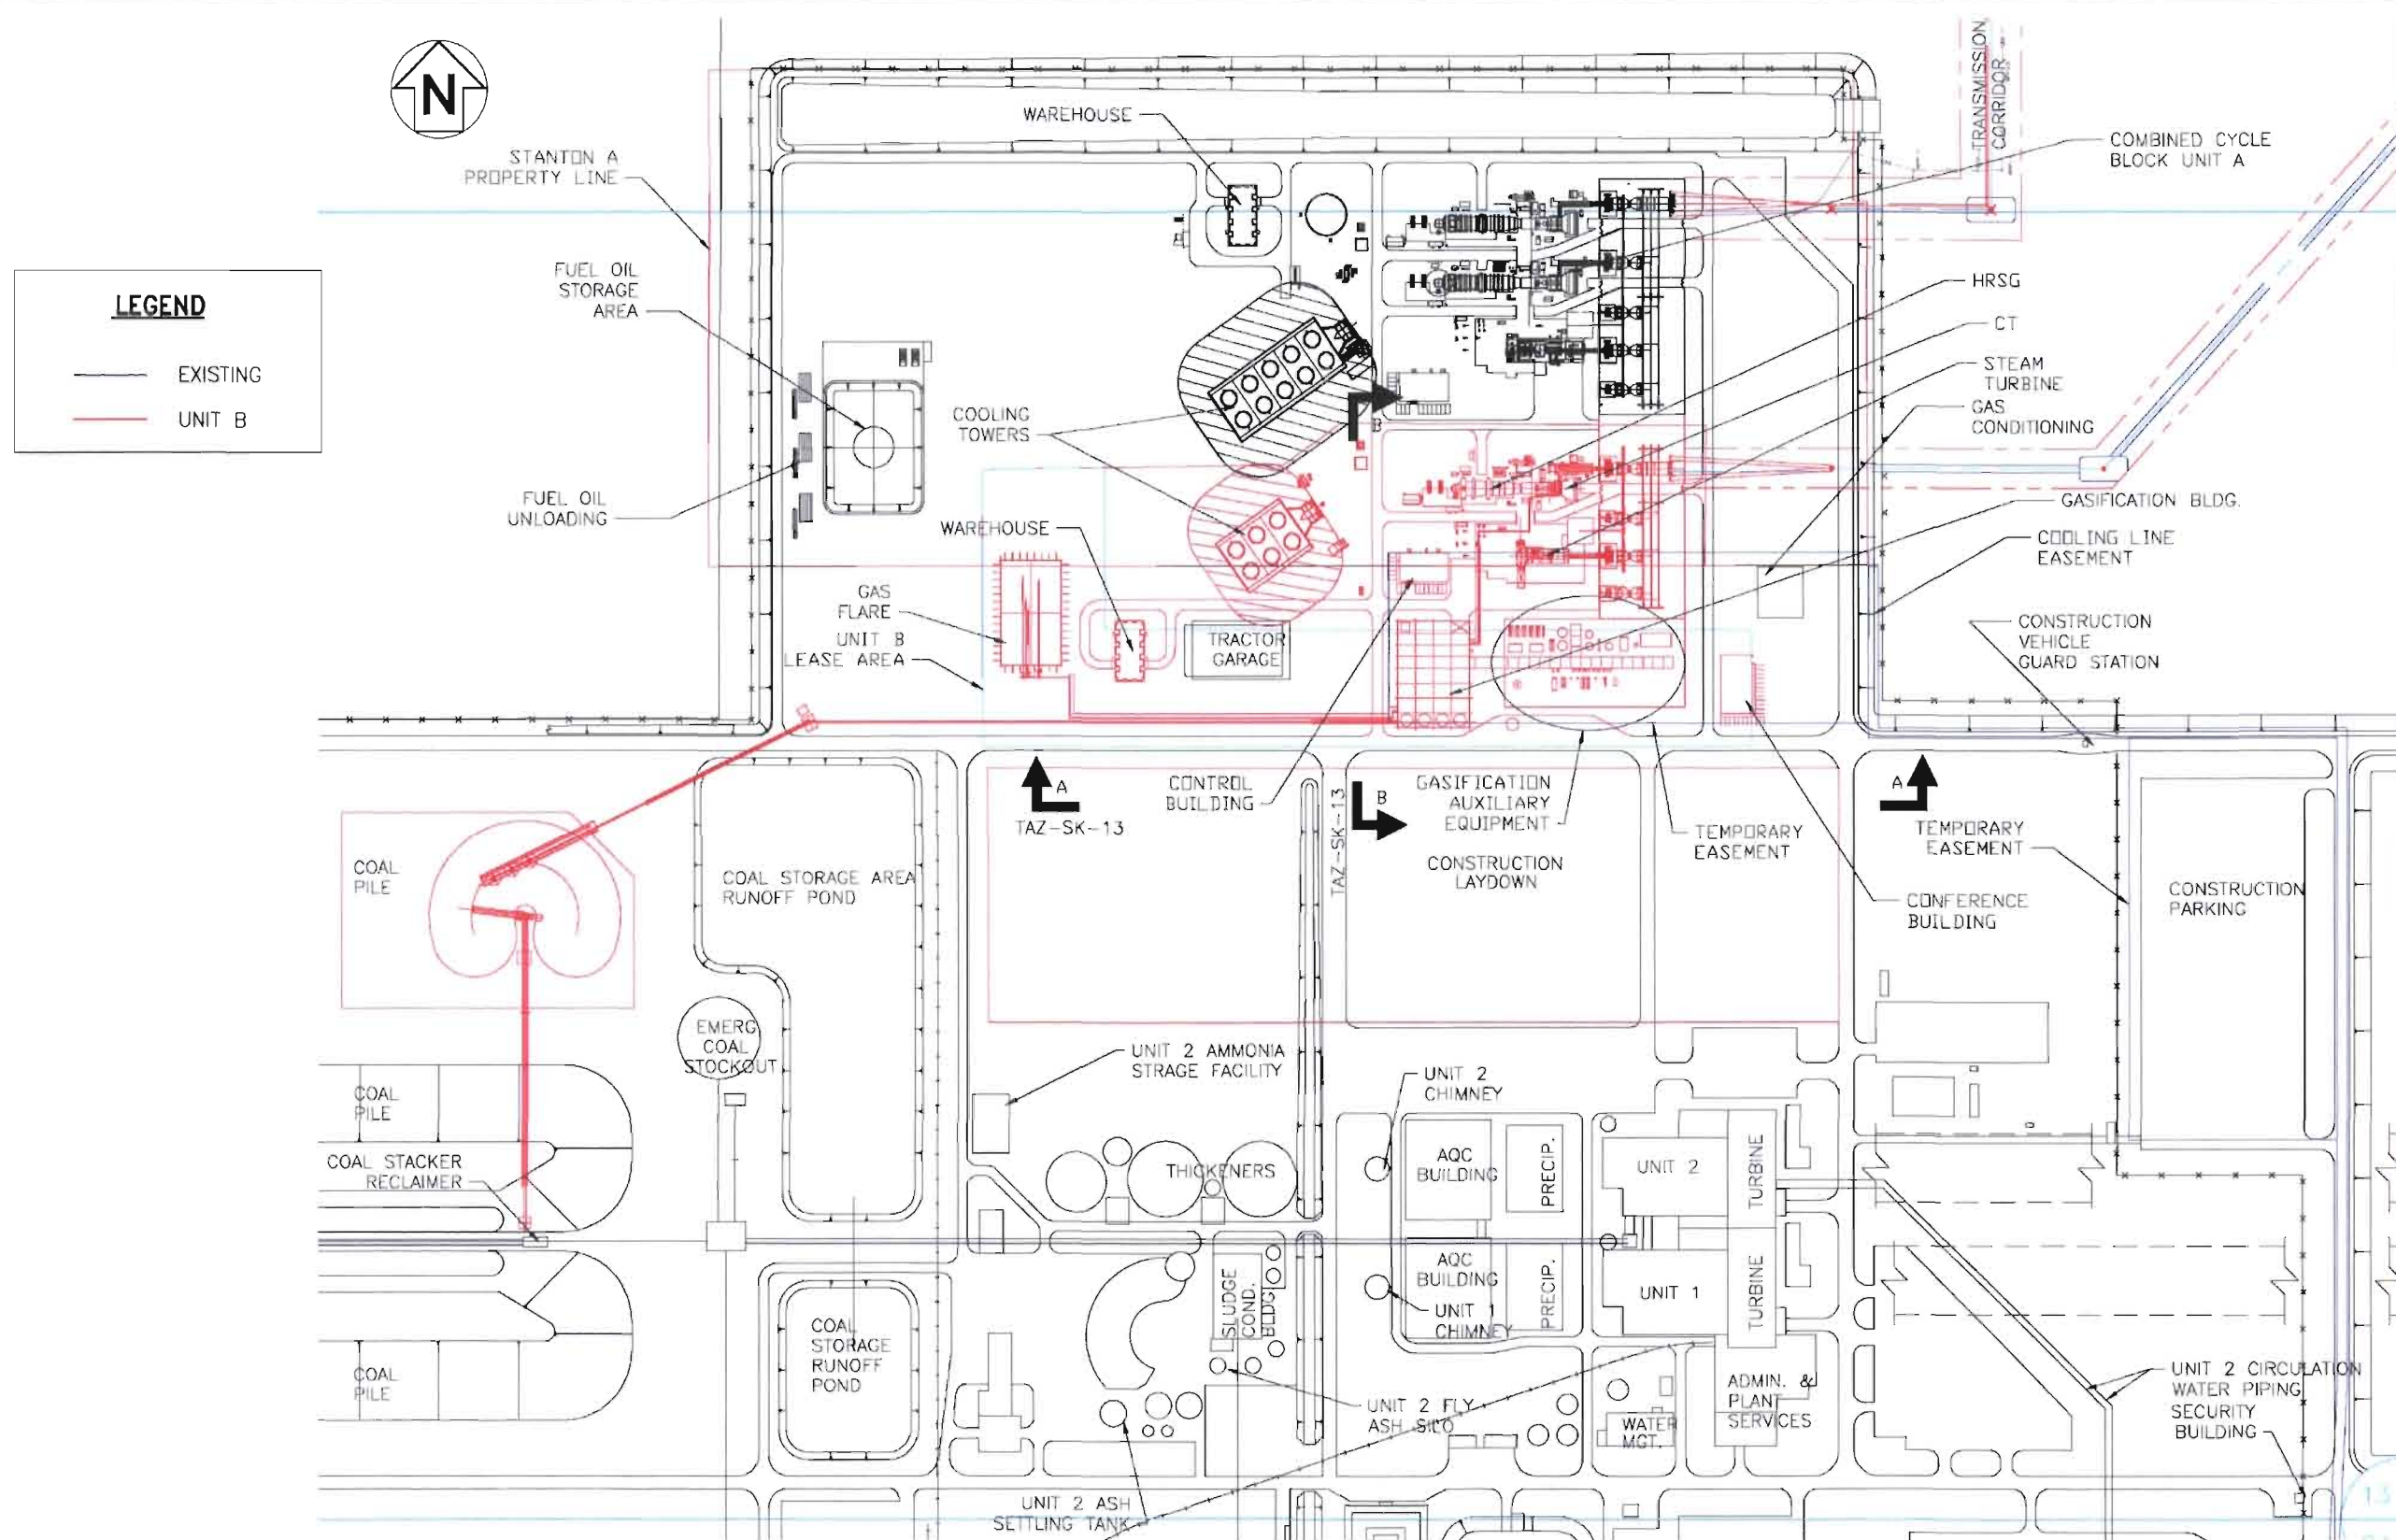 N
TRANSMISSION
CORRIDOR
WAREHOUSE
COMBINED CYCLE
BLOCK UNIT A
STANTON A
PROPERTY LINE
FUEL OIL
STORAGE
AREA
LEGEND
EXISTING
UNIT B
HRSG
CT
STEAM
TURBINE
GAS
CONDITIONING
COOLING
TOWERS
FUEL OIL
UNLOADING
WAREHOUSE
GASIFICATION BLDG.
COOLING LINE
EASEMENT
GAS
FLARE
UNIT B
LEASE AREA
TRACTOR
GARAGE
CONSTRUCTION
VEHICLE
GUARD STATION
A
TAZ-SK-13
CONTROL
BUILDING
TAZ-SK-13
B
GASIFICATION
AUXILIARY
EQUIPMENT
CONSTRUCTION
LAYDOWN
TEMPORARY
EASEMENT
A
TEMPORARY
EASEMENT
CONFERENCE
BUILDING
CONSTRUCTION
PARKING
COAL
PILE
COAL STORAGE AREA
RUNOFF POND
EMERG
COAL
STOCKOUT
UNIT 2 AMMONIA
STRAGE FACILITY
UNIT 2
CHIMNEY
COAL
PILE
COAL STACKER
RECLAIMER
THICKENERS
AQC
BUILDING
PRECIP.
UNIT 2
TURBINE
AQC
BUILDING
PRECIP.
UNIT 1
TURBINE
UNIT 1
CHIMNEY
SLUDGE
COND.
BLDG
COAL
STORAGE
RUNOFF
POND
COAL
PILE
UNIT 2 FLY
ASH SILO
WATER
MGT.
ADMIN. &
PLANT
SERVICES
UNIT 2 CIRCULATION
WATER PIPING
SECURITY
BUILDING
UNIT 2 ASH
SETTLING TANK
13